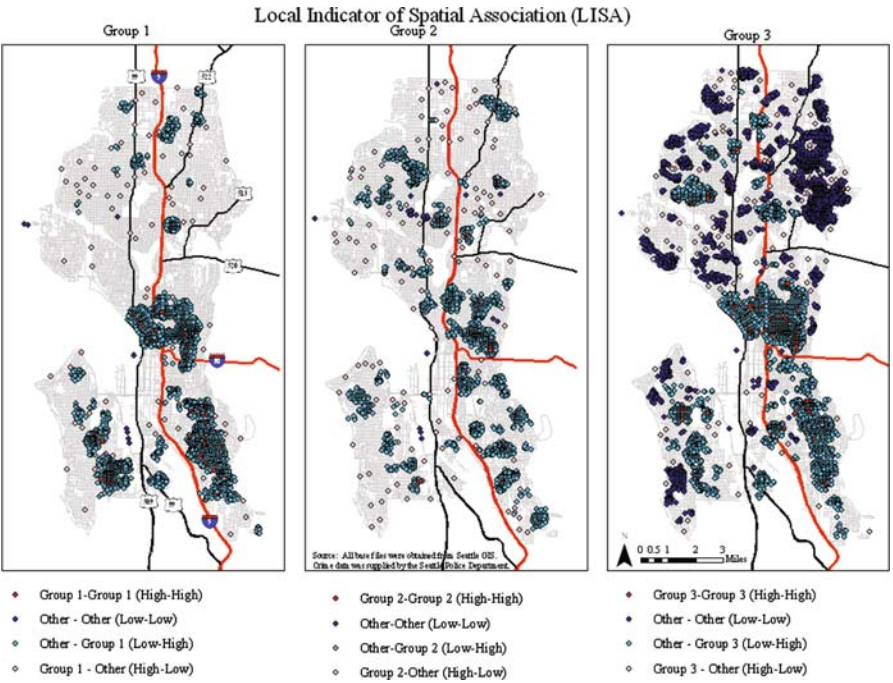 Local Indicator of Spatial Association (LISA)
Group 1
Group 2
Group 3
99
522
513
520
509
99
5
Source: All base files were obtained from Seattle GIS.
Crime data was supplied by the Seattle Police Department.
N
0 0.5 1 2 3
Miles
Group 1-Group 1 (High-High)
Other - Other (Low-Low)
Other - Group 1 (Low-High)
Group 1 - Other (High-Low)
Group 2-Group 2 (High-High)
Other-Other (Low-Low)
Other-Group 2 (Low-High)
Group 2-Other (High-Low)
Group 3-Group 3 (High-High)
Other - Other (Low-Low)
Other - Group 3 (Low-High)
Group 3 - Other (High-Low)